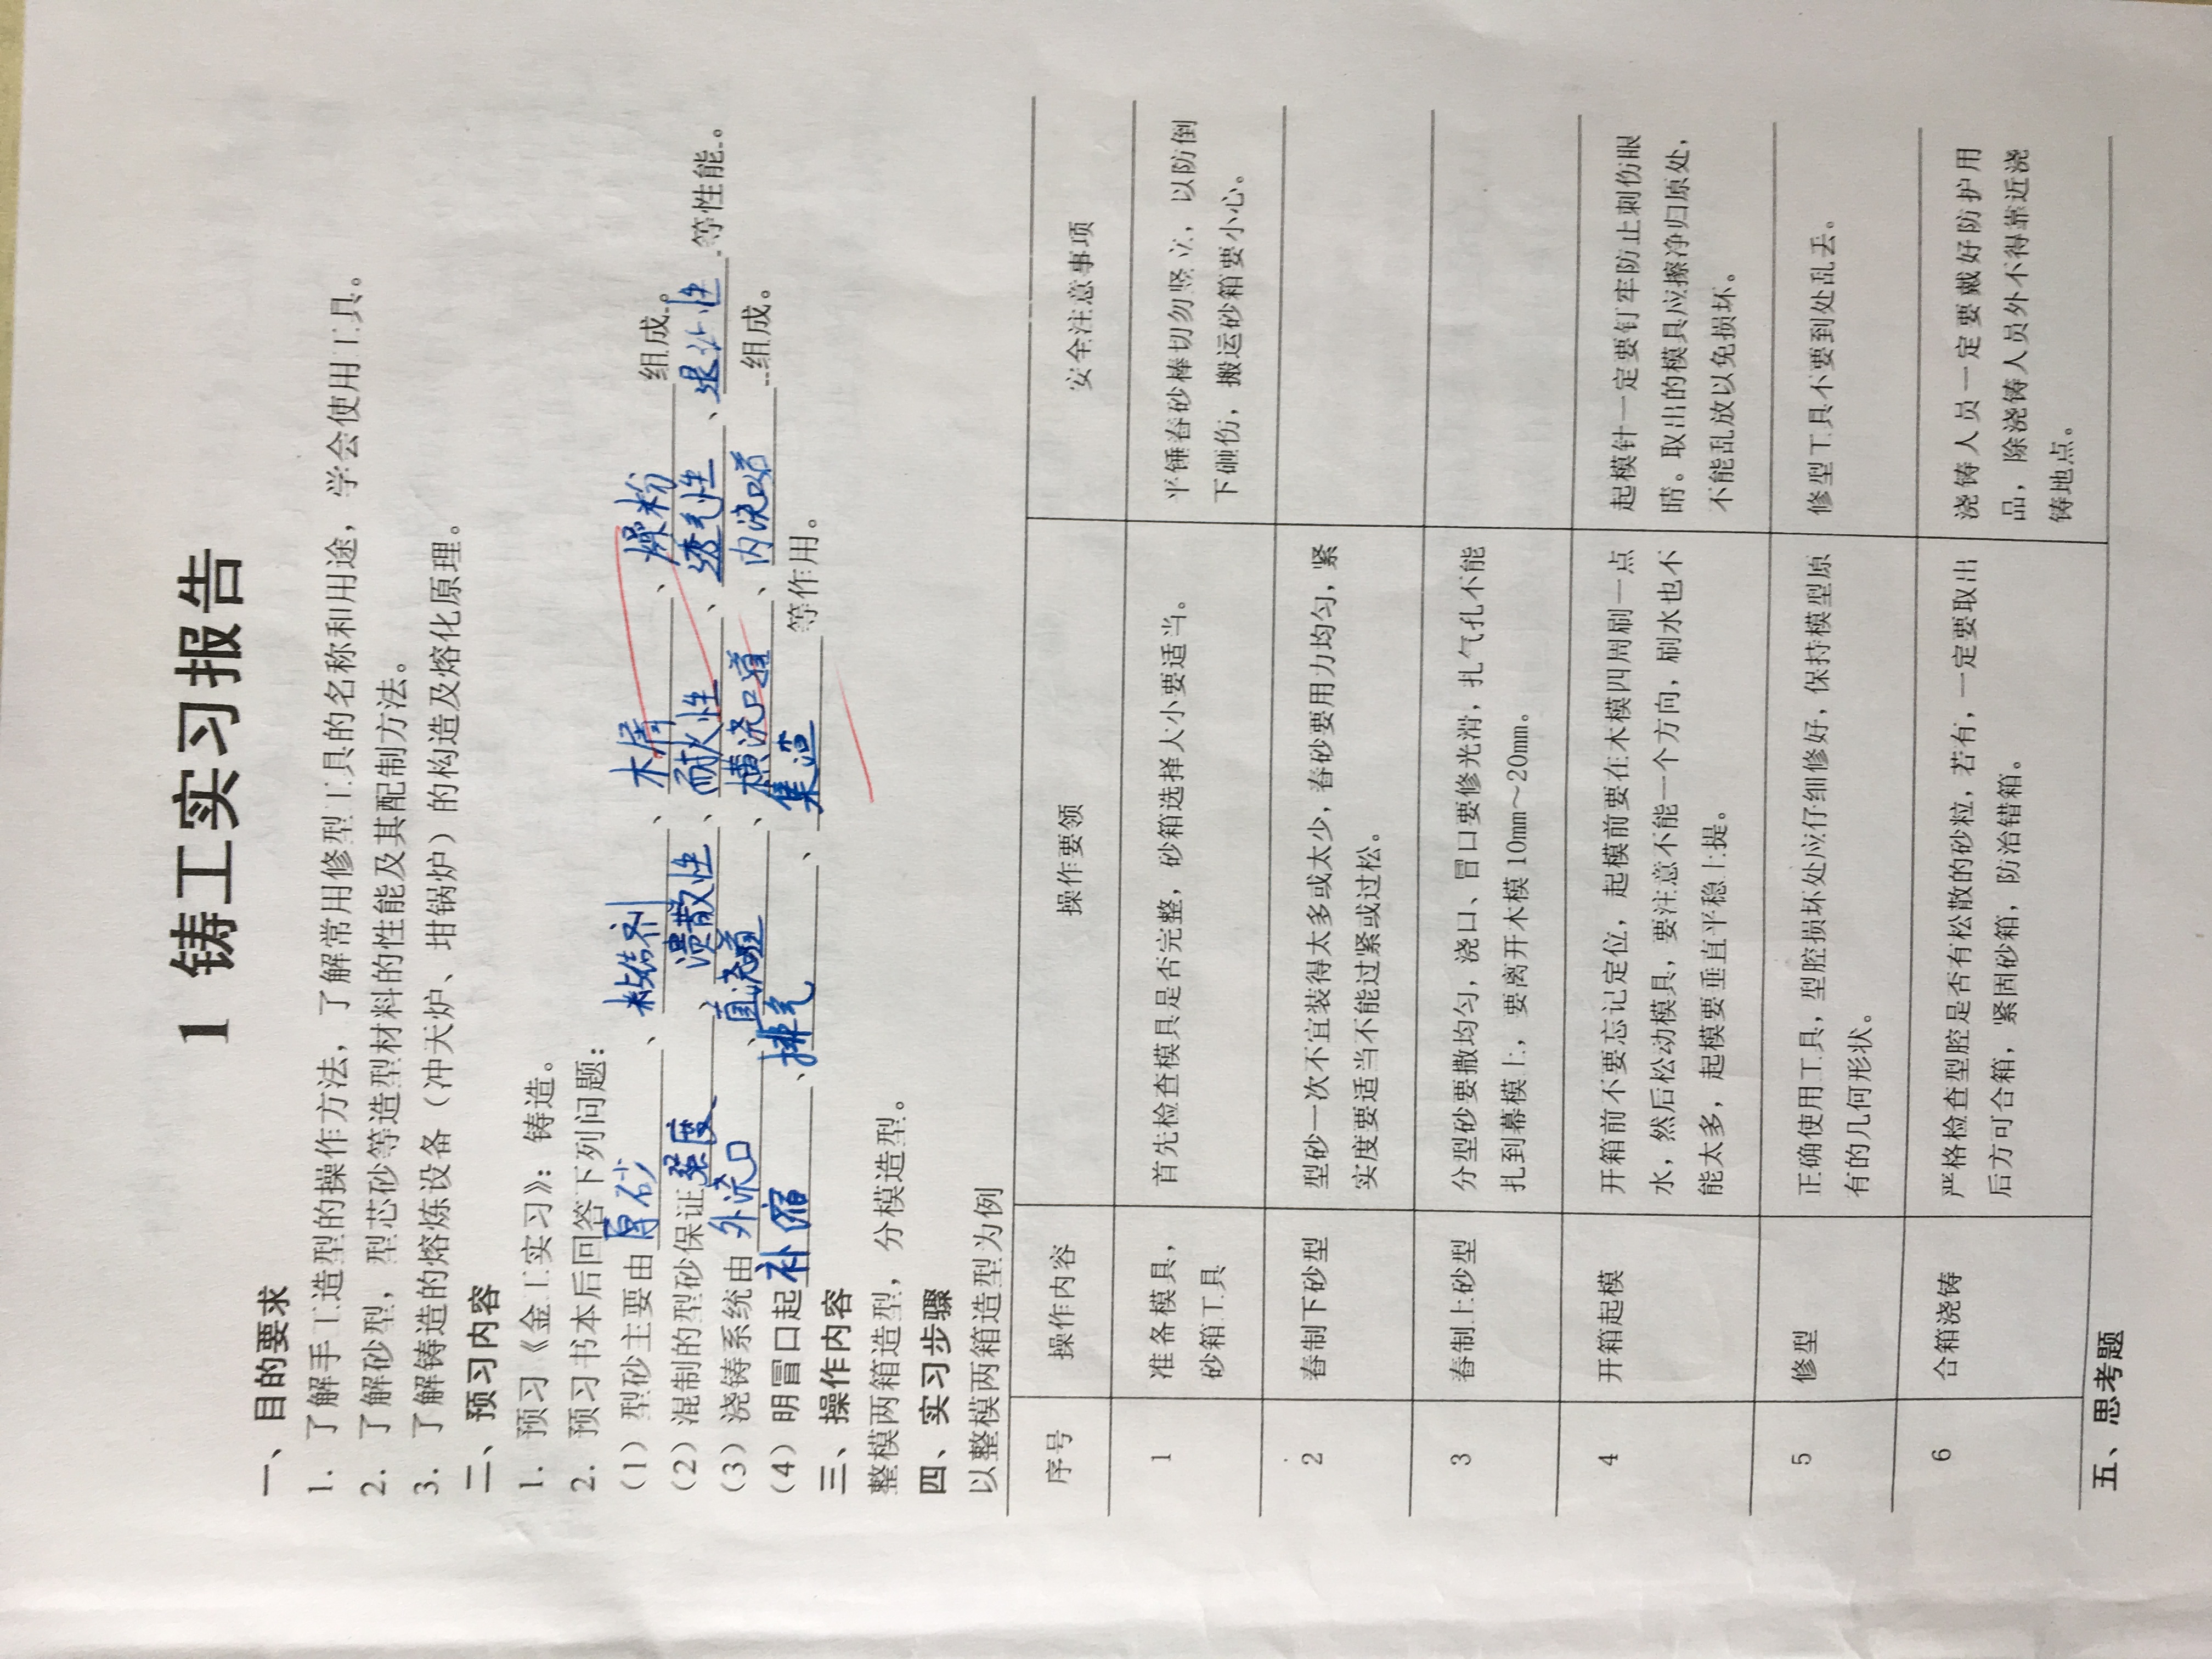 1 铸工实习报告
一、目的要求
1. 了解手工造型的操作方法，了解常用修型工具的名称和用途，学会使用工具。
2. 了解砂型，型芯砂等造型材料的性能及其配制方法。
3. 了解铸造的熔炼设备（冲天炉、坩锅炉）的构造及熔化原理。
二、预习内容
1. 预习《金工实习》：铸造。
2. 预习书本后回答下列问题：
（1）型砂主要由 原砂 、 粘结剂 、 木屑 、 煤粉 组成。
（2）混制的型砂保证 强度 、 溃散性 、 耐火性 、 透气性 、 退让性 等性能。
（3）浇铸系统由 外浇口 、 直浇道 、 横浇口道 、 内浇口道 组成。
（4）明冒口起 补缩 、 排气 、 集渣 等作用。
三、操作内容
整模两箱造型，分模造型。
四、实习步骤
以整模两箱造型为例
序号 操作内容 操作要领 安全注意事项
1 准备模具， 首先检查模具是否完整，砂箱选择大小要适当。 平锤舂砂棒切勿竖立，以防倒
砂箱工具 下砸伤，搬运砂箱要小心。
2 舂制下砂型 型砂一次不宜装得太多或太少，舂砂要用力均匀，紧
实度要适当不能过紧或过松。
3 舂制上砂型 分型砂要撒均匀，浇口、冒口要修光滑，扎气孔不能
扎到幕模上，要离开木模10mm～20mm。
4 开箱起模 开箱前不要忘记定位，起模前要在木模四周刷一点 起模针一定要钉牢防止刺伤眼
水，然后松动模具，要注意不能一个方向，刷水也不 睛。取出的模具应擦净归原处，
能太多，起模要垂直平稳上提。 不能乱放以免损坏。
5 修型 正确使用工具，型腔损坏处应仔细修好，保持模型原 修型工具不要到处乱丢。
有的几何形状。
6 合箱浇铸 严格检查型腔是否有松散的砂粒，若有，一定要取出 浇铸人员一定要戴好防护用
后方可合箱，紧固砂箱，防治错箱。 品，除浇铸人员外不得靠近浇
铸地点。
五、思考题